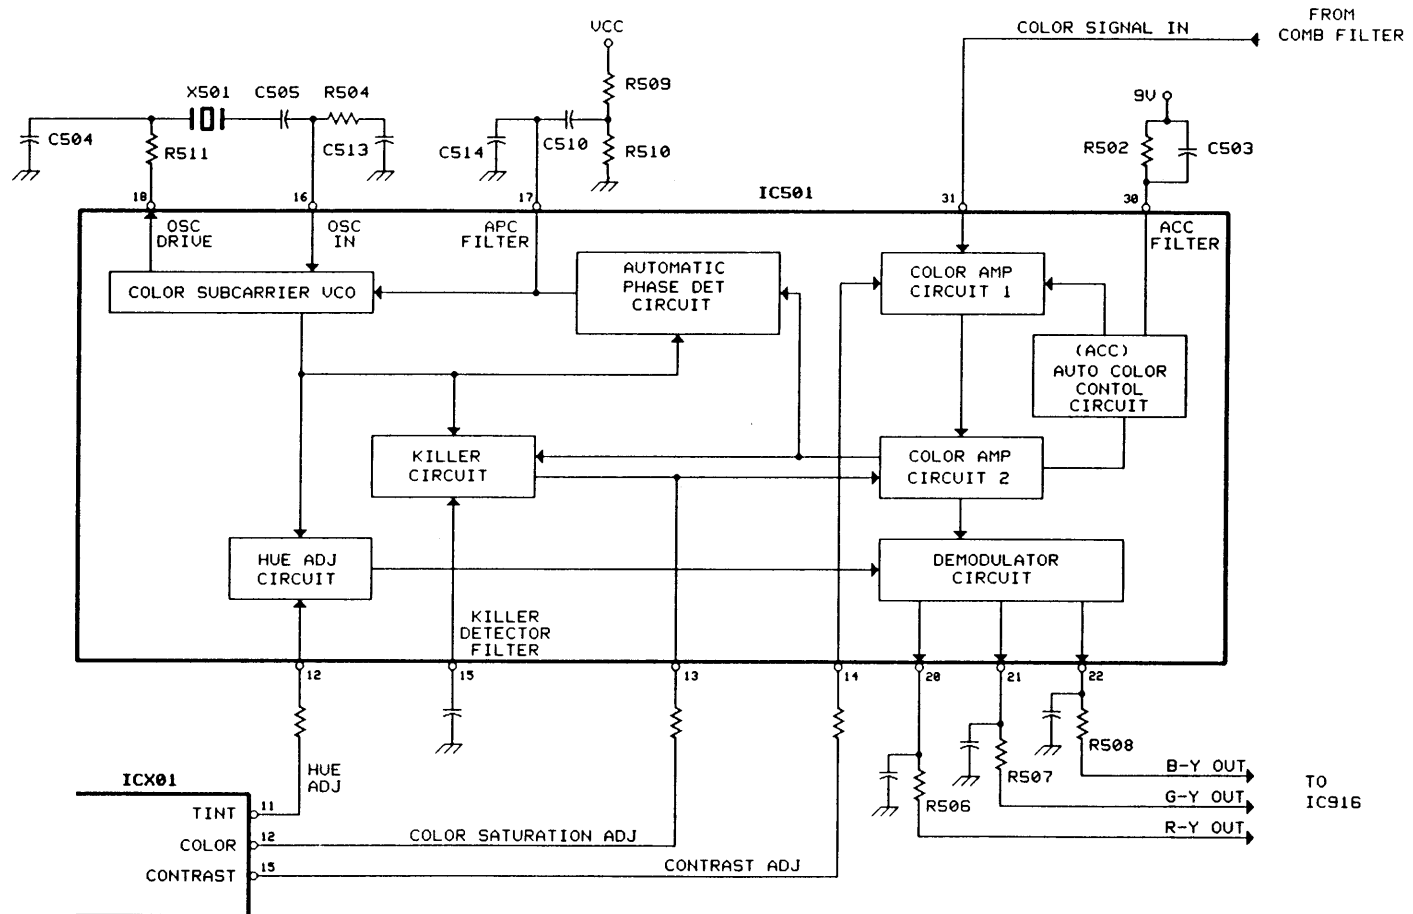 FROM
COMB FILTER
COLOR SIGNAL IN
VCC
R509
X501
C505
R504
9V
C504
R511
C513
C514
C510
R510
R502
C503
18
16
17
IC501
31
30
OSC
DRIVE
OSC
IN
APC
FILTER
ACC
FILTER
COLOR SUBCARRIER VCO
AUTOMATIC
PHASE DET
CIRCUIT
COLOR AMP
CIRCUIT 1
(ACC)
AUTO COLOR
CONTOL
CIRCUIT
KILLER
CIRCUIT
COLOR AMP
CIRCUIT 2
HUE ADJ
CIRCUIT
DEMODULATOR
CIRCUIT
KILLER
DETECTOR
FILTER
12
15
13
14
20
21
22
R508
R507
R506
HUE
ADJ
B-Y OUT
G-Y OUT
R-Y OUT
TO
IC916
ICX01
TINT
11
COLOR
12
COLOR SATURATION ADJ
CONTRAST
15
CONTRAST ADJ